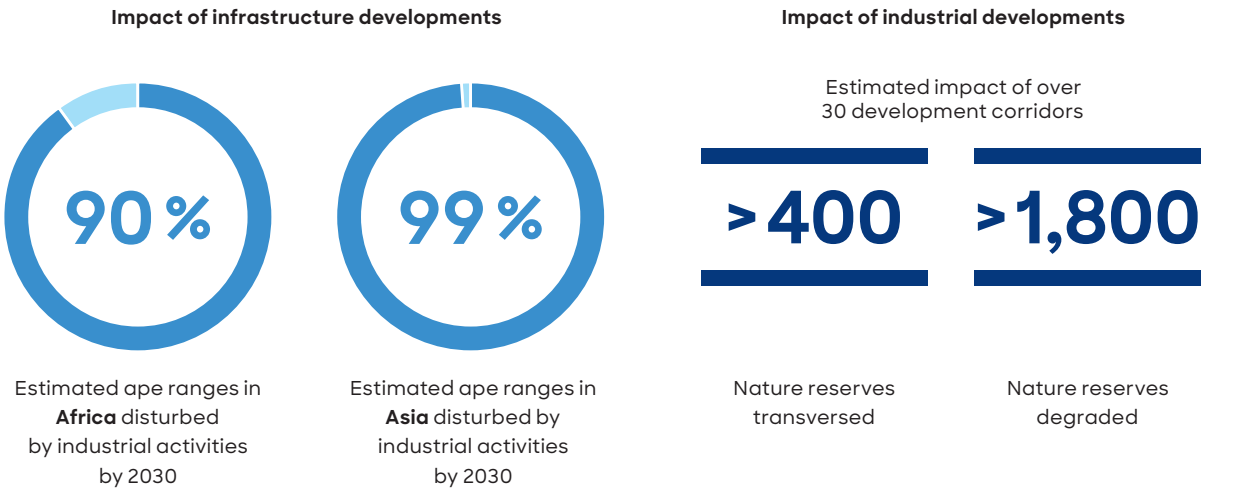 Impact of infrastructure developments
90 %
Estimated ape ranges in
Africa disturbed
by industrial activities
by 2030
99 %
Estimated ape ranges in
Asia disturbed by
industrial activities
by 2030
Impact of industrial developments
Estimated impact of over
30 development corridors
>400
Nature reserves
transversed
>1,800
Nature reserves
degraded